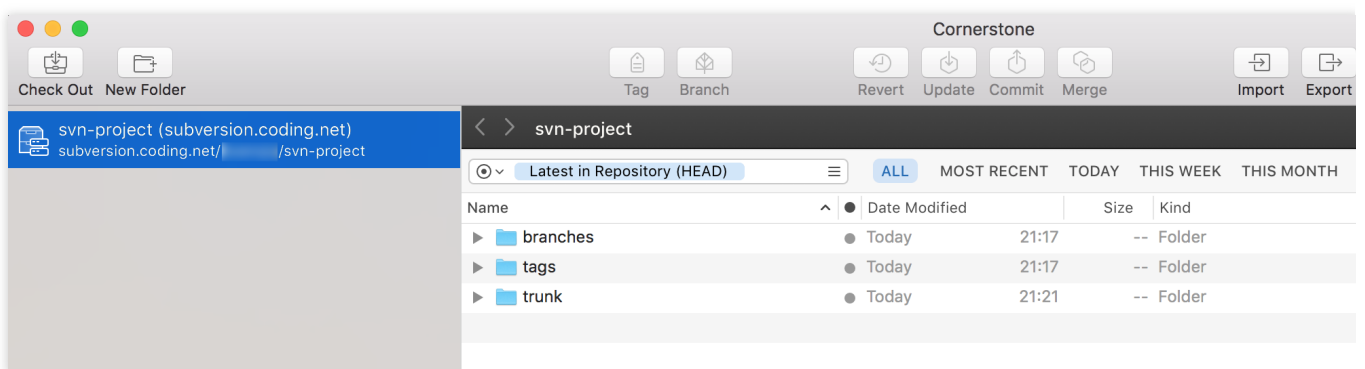 Cornerstone
Check Out New Folder Tag Branch Revert Update Commit Merge Import Export
svn-project (subversion.coding.net)
subversion.coding.net/ /svn-project
svn-project
Latest in Repository (HEAD) ALL MOST RECENT TODAY THIS WEEK THIS MONTH
Name Date Modified Size Kind
branches Today 21:17 -- Folder
tags Today 21:17 -- Folder
trunk Today 21:21 -- Folder